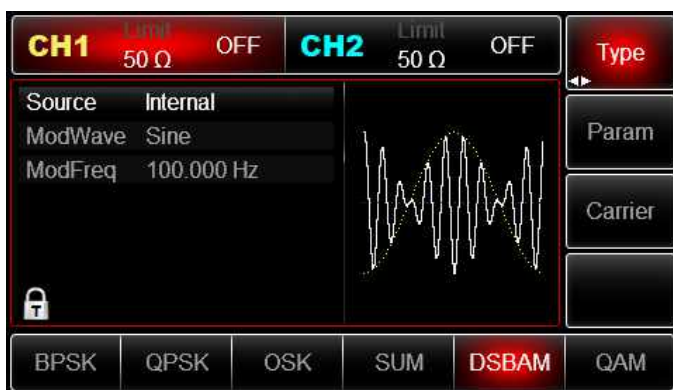 CH1 Limit 50 Ω OFF CH2 Limit 50 Ω OFF Type
Source Internal
ModWave Sine Param
ModFreq 100.000 Hz
Carrier
T
BPSK QPSK OSK SUM DSBAM QAM